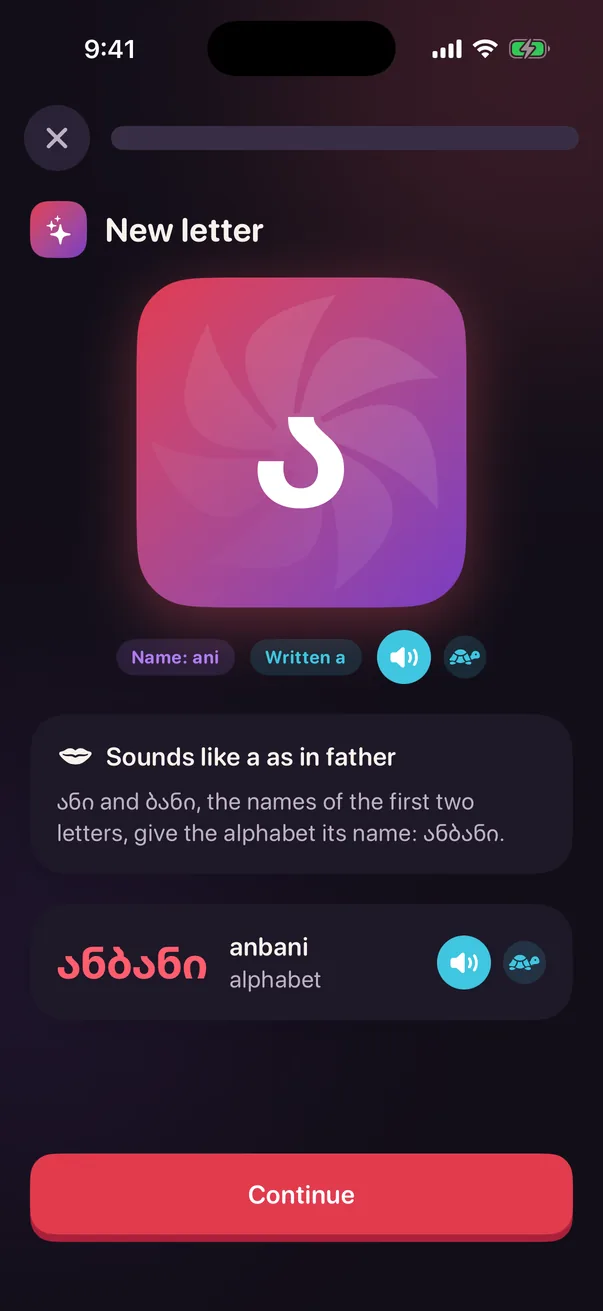 9:41
New letter
ა
Name: ani
Written a
Sounds like a as in father
ანი and ბანი, the names of the first two
letters, give the alphabet its name: ანბანი.
ანბანი
anbani
alphabet
Continue